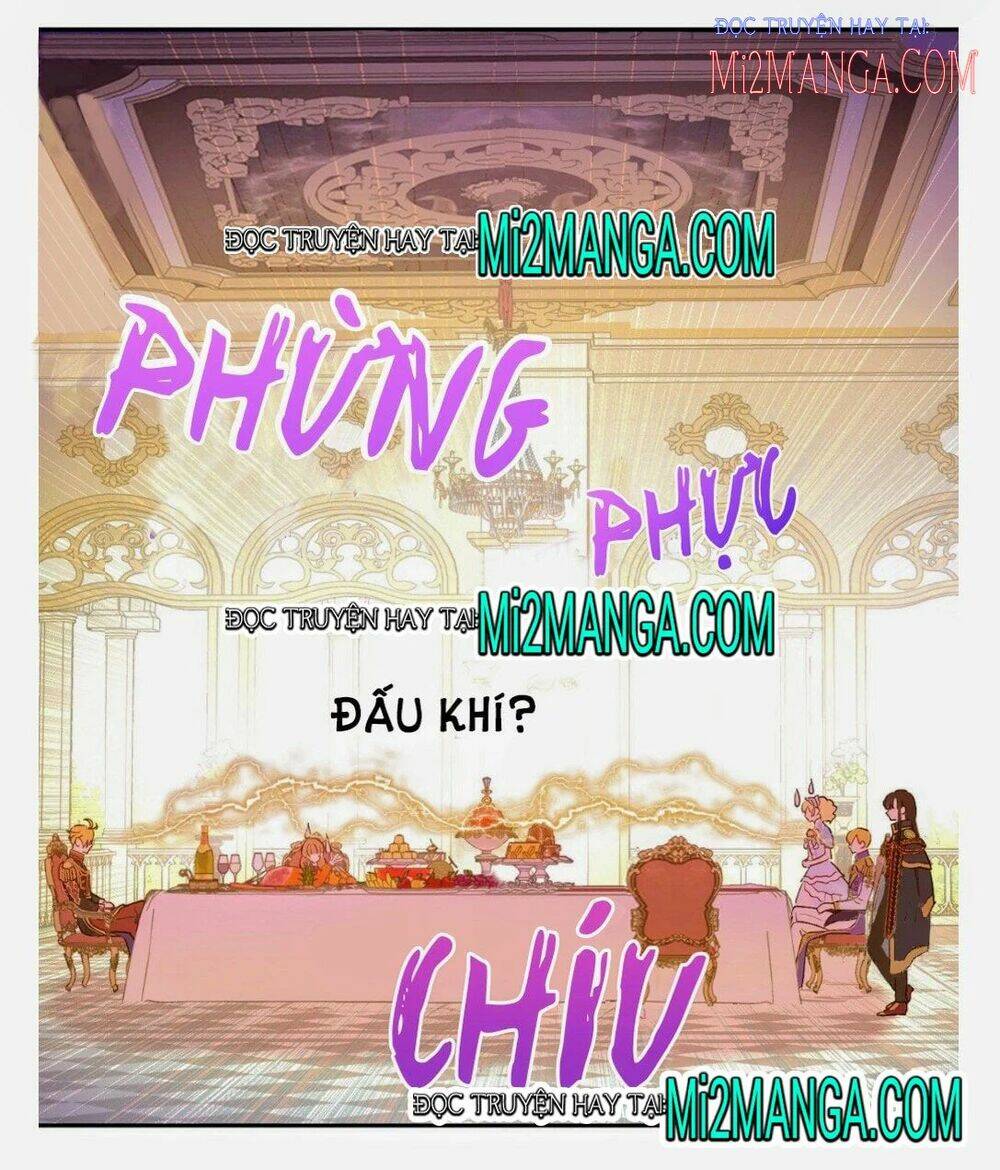 ĐỌC TRUYỆN HAY TẠI:
Mi2MANGA.COM
ĐỌC TRUYỆN HAY TẠI: Mi2MANGA.COM
PHỪNG
PHỰC
ĐỌC TRUYỆN HAY TẠI: Mi2MANGA.COM
ĐẤU KHÍ?
CHÍU
ĐỌC TRUYỆN HAY TẠI: Mi2MANGA.COM